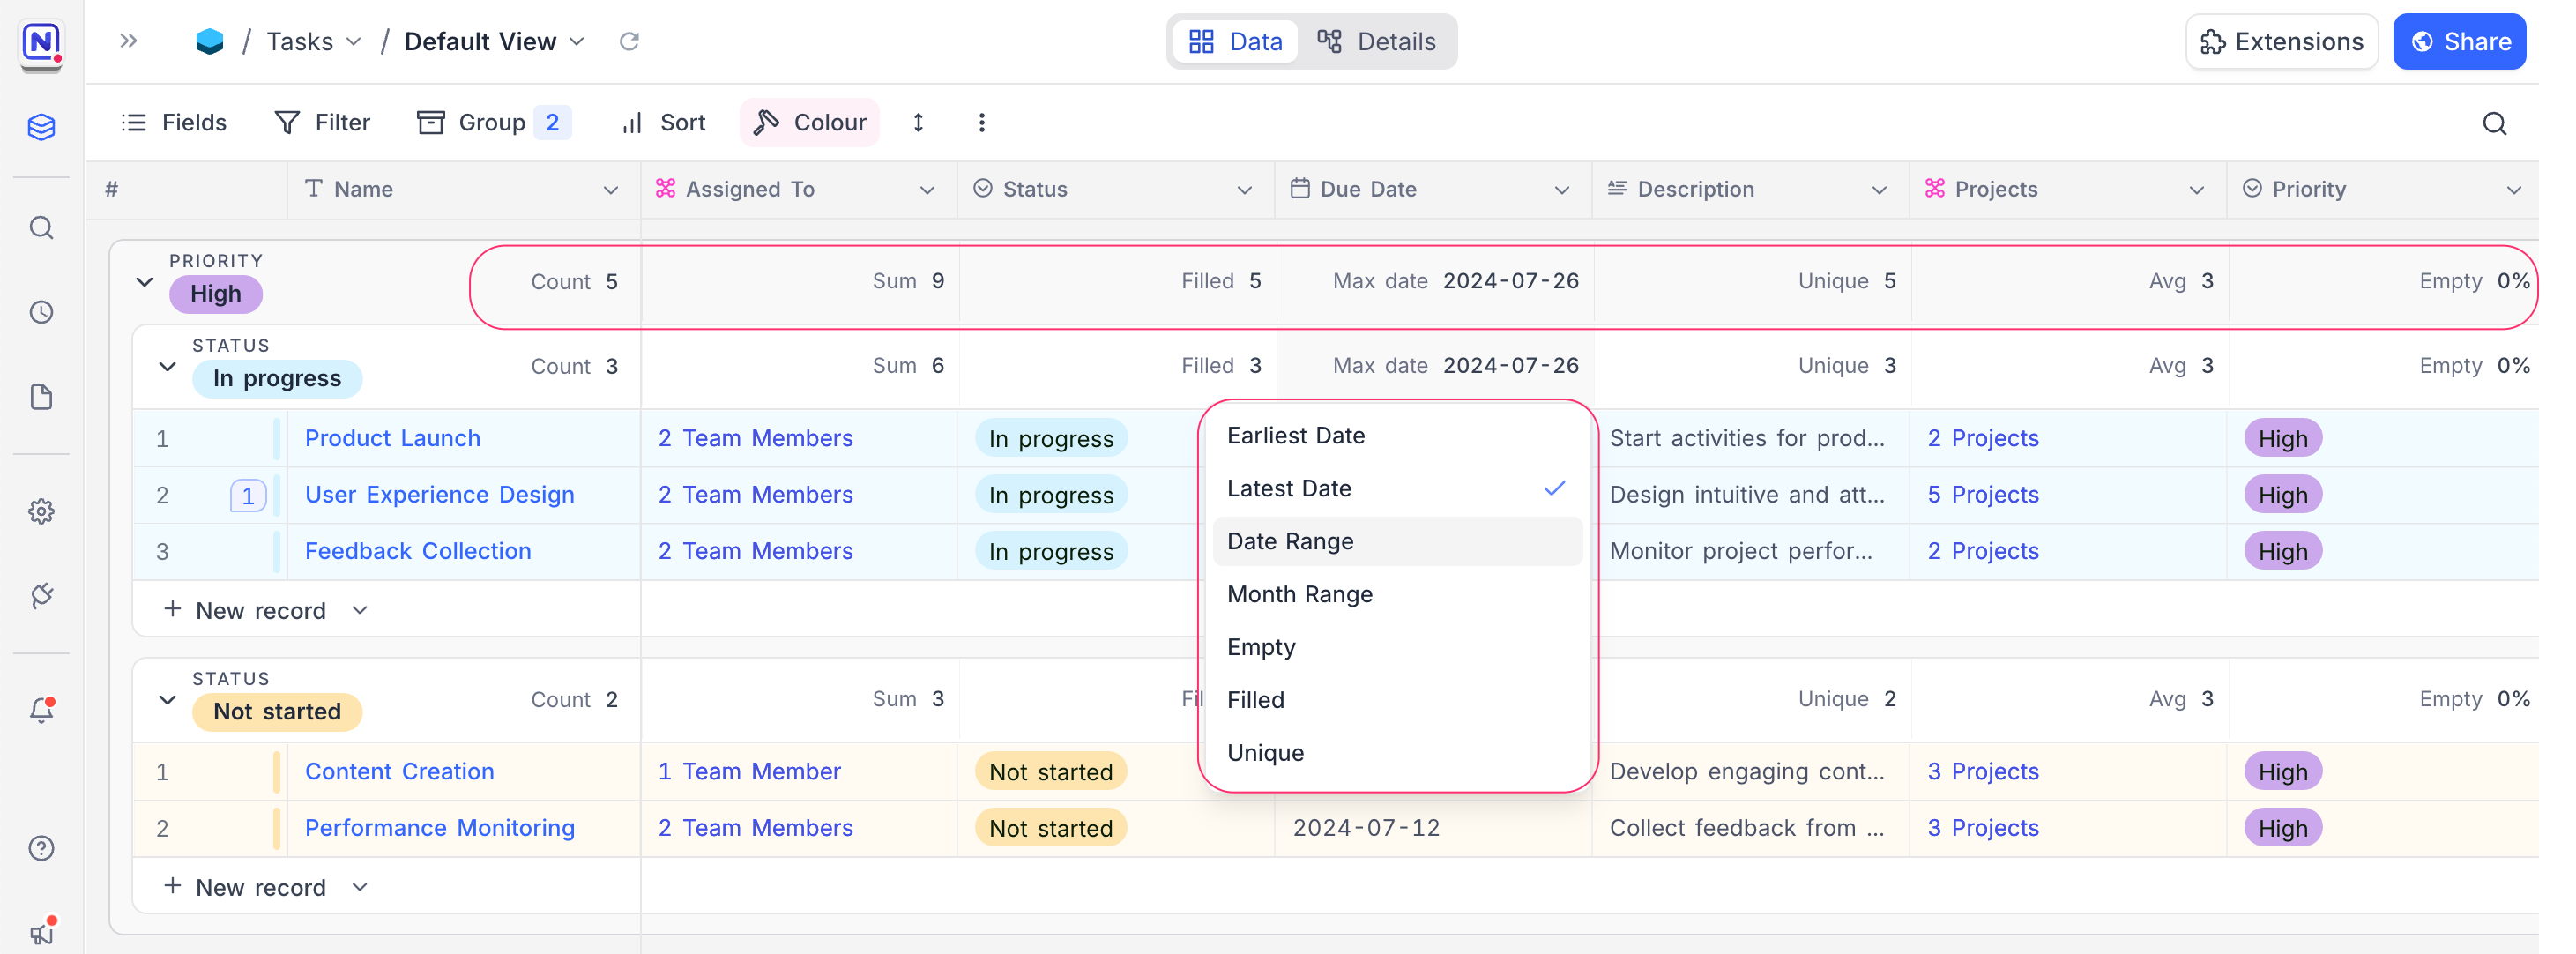 N
/ Tasks / Default View
Data Details
Extensions Share
Fields Filter Group 2 Sort Colour
# Name Assigned To Status Due Date Description Projects Priority
PRIORITY
High Count 5 Sum 9 Filled 5 Max date 2024-07-26 Unique 5 Avg 3 Empty 0%
STATUS
In progress Count 3 Sum 6 Filled 3 Max date 2024-07-26 Unique 3 Avg 3 Empty 0%
1 Product Launch 2 Team Members In progress Start activities for prod... 2 Projects High
2 1 User Experience Design 2 Team Members In progress Design intuitive and att... 5 Projects High
3 Feedback Collection 2 Team Members In progress Monitor project perfor... 2 Projects High
+ New record
Earliest Date
Latest Date
Date Range
Month Range
Empty
Filled
Unique
STATUS
Not started Count 2 Sum 3 Fil Unique 2 Avg 3 Empty 0%
1 Content Creation 1 Team Member Not started Develop engaging cont... 3 Projects High
2 Performance Monitoring 2 Team Members Not started 2024-07-12 Collect feedback from ... 3 Projects High
+ New record